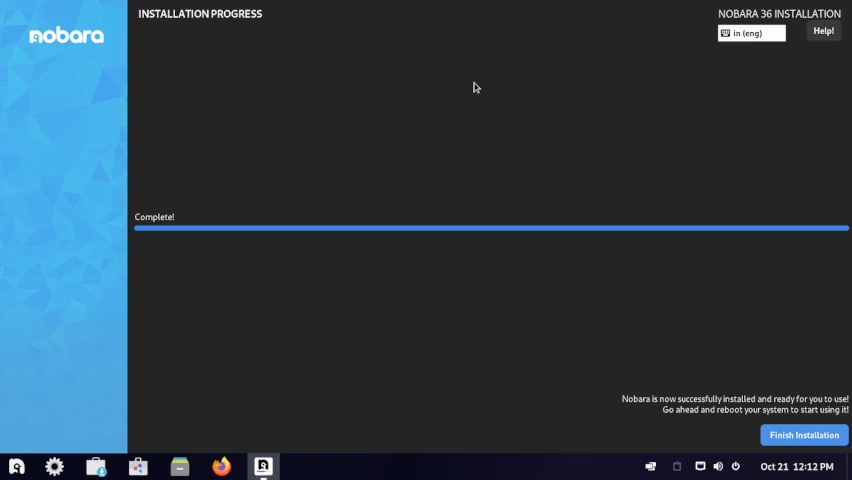 INSTALLATION PROGRESS
NOBARA 36 INSTALLATION
nobara
in (eng)
Help!
Complete!
Nobara is now successfully installed and ready for you to use!
Go ahead and reboot your system to start using it!
Finish Installation
Oct 21 12:12 PM